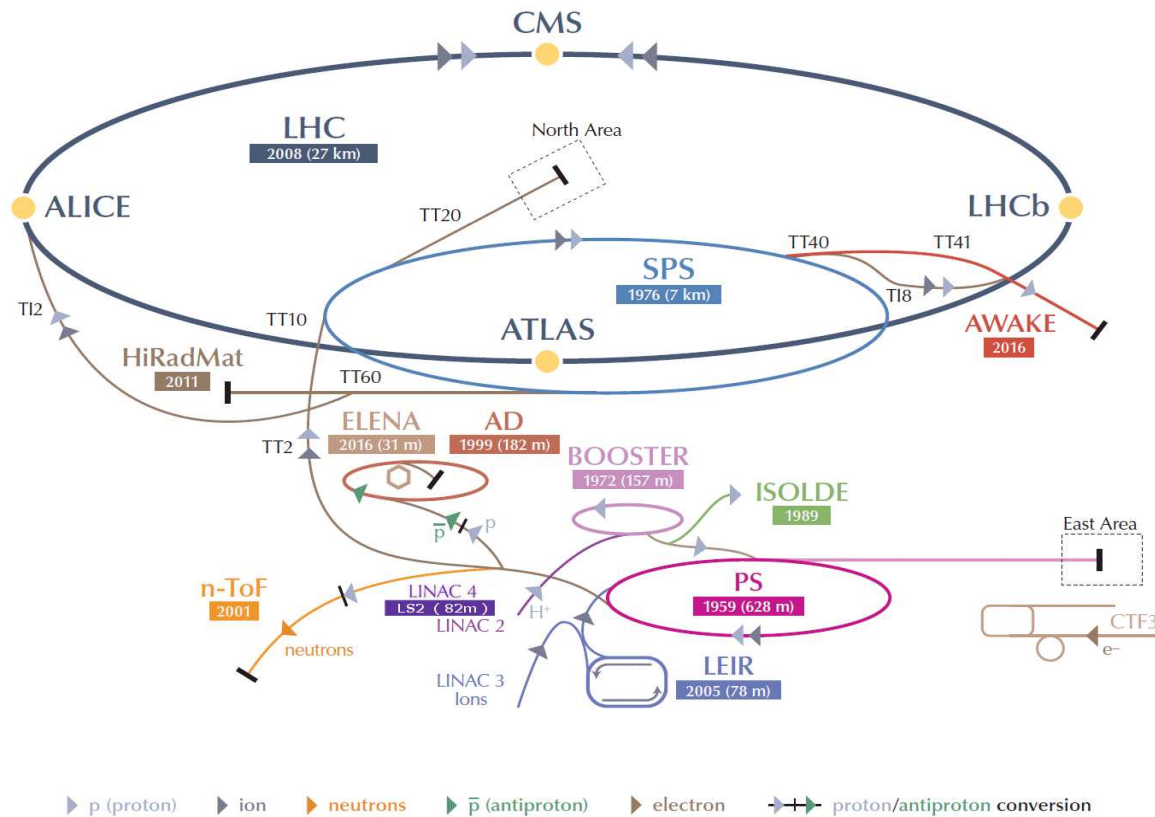 CMS
LHC
2008 (27 km)
North Area
ALICE
TT20
LHCb
TT40
TT41
SPS
1976 (7 km)
TI2
TI8
TT10
ATLAS
AWAKE
2016
HiRadMat
2011
TT60
ELENA
2016 (31 m)
AD
1999 (182 m)
TT2
BOOSTER
1972 (157 m)
ISOLDE
1989
p̅
p
East Area
n-ToF
2001
LINAC 4
LS2 ( 82m )
LINAC 2
H⁺
PS
1959 (628 m)
CTF3
e⁻
neutrons
LINAC 3
Ions
LEIR
2005 (78 m)
p (proton)
ion
neutrons
p̅ (antiproton)
electron
proton/antiproton conversion